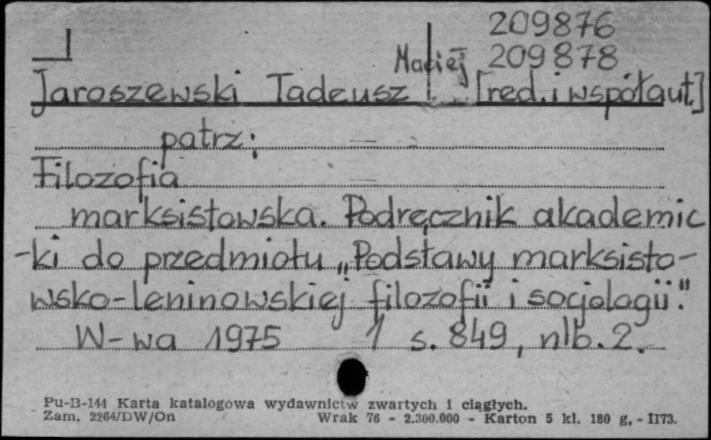 209876
Maciej 209878
Jaroszewski Tadeusz [red. i współaut.]
patrz:
Filozofia
marksistowska. Podręcznik akademic
-ki do przedmiotu „Podstawy marksisto-
wsko-leninowskiej filozofii i socjologii."
W-wa 1975 1 s. 849, nlb. 2.
Pu-B-144 Karta katalogowa wydawnictw zwartych i ciągłych.
Zam. 2264/DW/On Wrak 76 - 2.300.000 - Karton 5 kl. 180 g. - II73.